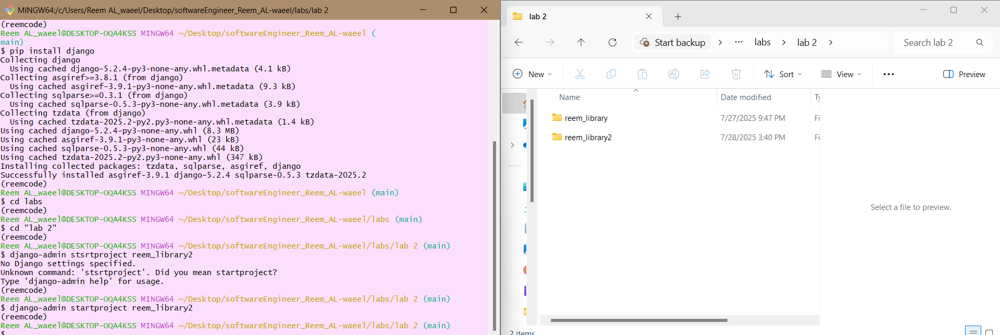 MINGW64:/c/Users/Reem AL_waeel/Desktop/softwareEngineer_Reem_AL-waeel/labs/lab 2
(reemcode)
Reem AL_waeel@DESKTOP-OQA4KSS MINGW64 ~/Desktop/softwareEngineer_Reem_AL-waeel (
main)
$ pip install django
Collecting django
  Using cached django-5.2.4-py3-none-any.whl.metadata (4.1 kB)
Collecting asgiref>=3.8.1 (from django)
  Using cached asgiref-3.9.1-py3-none-any.whl.metadata (9.3 kB)
Collecting sqlparse>=0.3.1 (from django)
  Using cached sqlparse-0.5.3-py3-none-any.whl.metadata (3.9 kB)
Collecting tzdata (from django)
  Using cached tzdata-2025.2-py2.py3-none-any.whl.metadata (1.4 kB)
Using cached django-5.2.4-py3-none-any.whl (8.3 MB)
Using cached asgiref-3.9.1-py3-none-any.whl (23 kB)
Using cached sqlparse-0.5.3-py3-none-any.whl (44 kB)
Using cached tzdata-2025.2-py2.py3-none-any.whl (347 kB)
Installing collected packages: tzdata, sqlparse, asgiref, django
Successfully installed asgiref-3.9.1 django-5.2.4 sqlparse-0.5.3 tzdata-2025.2
(reemcode)
Reem AL_waeel@DESKTOP-OQA4KSS MINGW64 ~/Desktop/softwareEngineer_Reem_AL-waeel (main)
$ cd labs
(reemcode)
Reem AL_waeel@DESKTOP-OQA4KSS MINGW64 ~/Desktop/softwareEngineer_Reem_AL-waeel/labs (main)
$ cd "lab 2"
(reemcode)
Reem AL_waeel@DESKTOP-OQA4KSS MINGW64 ~/Desktop/softwareEngineer_Reem_AL-waeel/labs/lab 2 (main)
$ django-admin stsrtproject reem_library2
No Django settings specified.
Unknown command: 'stsrtproject'. Did you mean startproject?
Type 'django-admin help' for usage.
(reemcode)
Reem AL_waeel@DESKTOP-OQA4KSS MINGW64 ~/Desktop/softwareEngineer_Reem_AL-waeel/labs/lab 2 (main)
$ django-admin startproject reem_library2
(reemcode)
Reem AL_waeel@DESKTOP-OQA4KSS MINGW64 ~/Desktop/softwareEngineer_Reem_AL-waeel/labs/lab 2 (main)
$
lab 2
Start backup > ... labs > lab 2 >
Search lab 2
New Sort View ... Preview
Name Date modified Ty
reem_library 7/27/2025 9:47 PM Fi
reem_library2 7/28/2025 3:40 PM Fi
Select a file to preview.
2 items